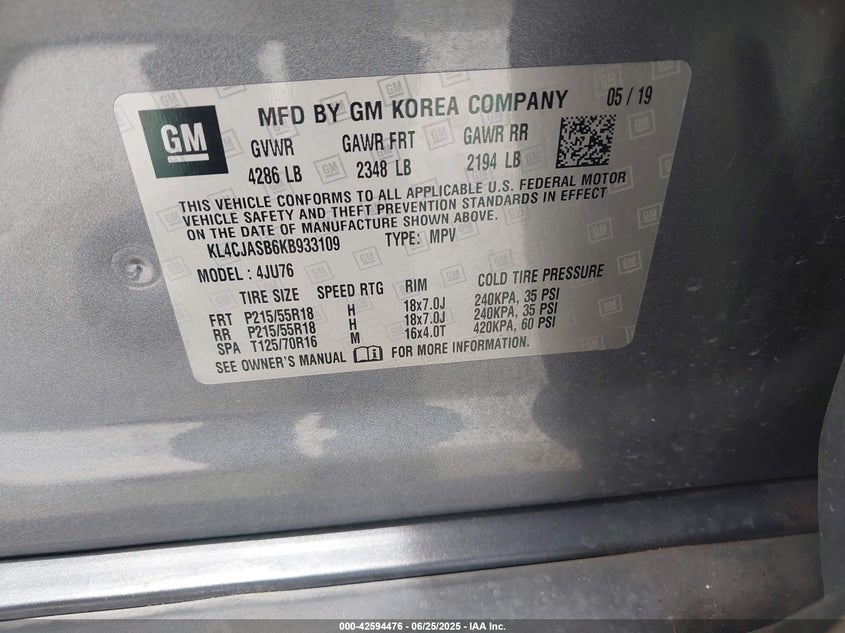 GM MFD BY GM KOREA COMPANY 05 / 19
GVWR GAWR FRT GAWR RR
4286 LB 2348 LB 2194 LB
THIS VEHICLE CONFORMS TO ALL APPLICABLE U.S. FEDERAL MOTOR
VEHICLE SAFETY AND THEFT PREVENTION STANDARDS IN EFFECT
ON THE DATE OF MANUFACTURE SHOWN ABOVE.
KL4CJASB6KB933109 TYPE: MPV
MODEL : 4JU76
TIRE SIZE SPEED RTG RIM COLD TIRE PRESSURE
FRT P215/55R18 H 18x7.0J 240KPA, 35 PSI
RR P215/55R18 H 18x7.0J 240KPA, 35 PSI
SPA T125/70R16 M 16x4.0T 420KPA, 60 PSI
SEE OWNER'S MANUAL FOR MORE INFORMATION.
000-42594476 - 06/25/2025 - IAA Inc.